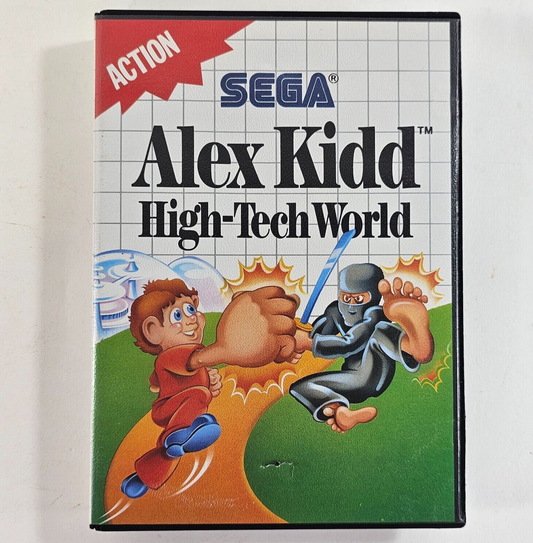 ACTION
SEGA®
Alex Kidd™
High-Tech World